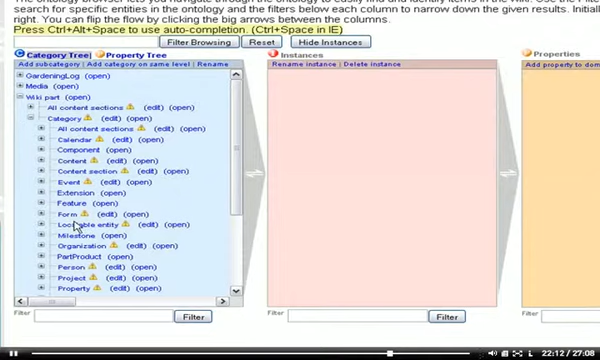 The ontology browser lets you navigate through the ontology to easily find and identify items in the wiki. Use the Filter
search for specific entities in the ontology and the filters below each column to narrow down the given results. Initiall
right. You can flip the flow by clicking the big arrows between the columns.
Press Ctrl+Alt+Space to use auto-completion. (Ctrl+Space in IE)
Filter Browsing Reset Hide Instances
Category Tree Property Tree Instances Properties
Add subcategory | Add category on same level | Rename Rename instance | Delete instance Add property to dom
GardeningLog (open)
Media (open)
Wiki part (open)
All content sections (edit) (open)
Category (edit) (open)
All content sections (edit) (open)
Calendar (edit) (open)
Component (open)
Content (edit) (open)
Content section (edit) (open)
Event (edit) (open)
Extension (open)
Feature (open)
Form (edit) (open)
Locatable entity (edit) (open)
Milestone (open)
Organization (edit) (open)
PartProduct (open)
Person (edit) (open)
Project (edit) (open)
Property (edit) (open)
Filter Filter Filter Filter Filter
22:12 / 27:08